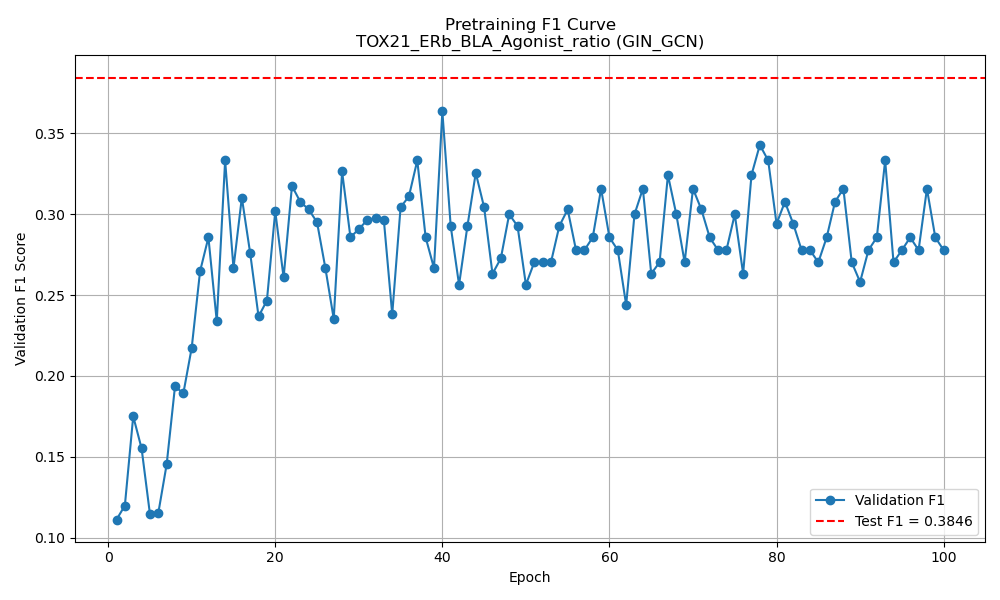 Pretraining F1 Curve
TOX21_ERb_BLA_Agonist_ratio (GIN_GCN)
Validation F1 Score
0.35
0.30
0.25
0.20
0.15
0.10
0
20
40
60
80
100
Epoch
Validation F1
Test F1 = 0.3846